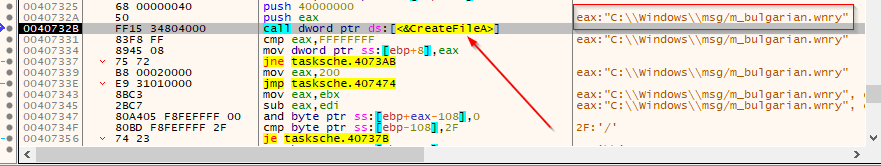 00407325 68 00000040 push 40000000
0040732A 50 push eax eax:"C:\\Windows\\msg/m_bulgarian.wnry"
0040732B FF15 34804000 call dword ptr ds:[<&CreateFileA>]
00407331 83F8 FF cmp eax,FFFFFFFF eax:"C:\\Windows\\msg/m_bulgarian.wnry"
00407334 8945 08 mov dword ptr ss:[ebp+8],eax
00407337 75 72 jne tasksche.4073AB
00407339 B8 00020000 mov eax,200 eax:"C:\\Windows\\msg/m_bulgarian.wnry"
0040733E E9 31010000 jmp tasksche.407474
00407343 8BC3 mov eax,ebx eax:"C:\\Windows\\msg/m_bulgarian.wnry",
00407345 2BC7 sub eax,edi eax:"C:\\Windows\\msg/m_bulgarian.wnry",
00407347 80A405 F8FEFFFF 00 and byte ptr ss:[ebp+eax-108],0
0040734F 80BD F8FEFFFF 2F cmp byte ptr ss:[ebp-108],2F 2F:'/'
00407356 74 23 je tasksche.40737B